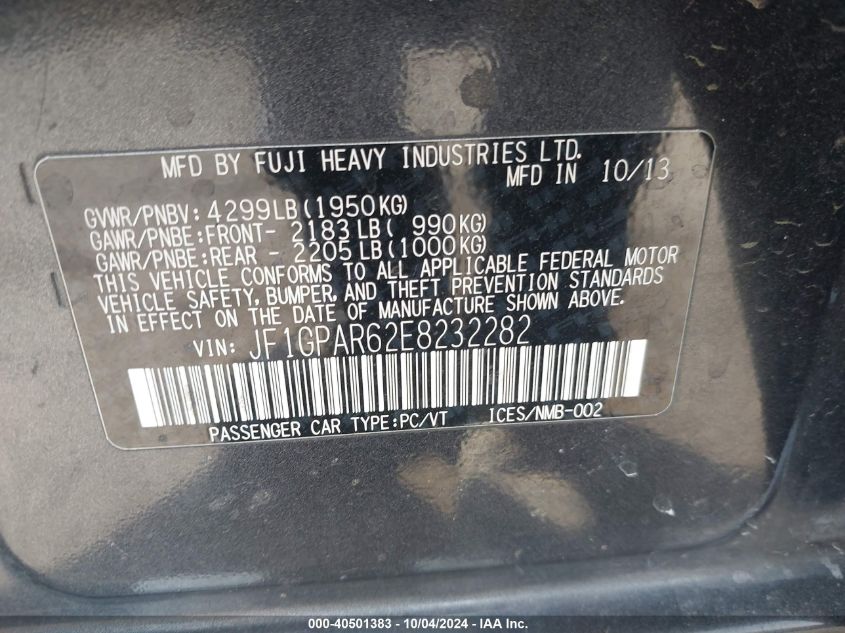 MFD BY FUJI HEAVY INDUSTRIES LTD.
MFD IN 10/13
GVWR/PNBV: 4299LB(1950KG)
GAWR/PNBE:FRONT- 2183LB( 990KG)
GAWR/PNBE:REAR - 2205LB(1000KG)
THIS VEHICLE CONFORMS TO ALL APPLICABLE FEDERAL MOTOR
VEHICLE SAFETY, BUMPER, AND THEFT PREVENTION STANDARDS
IN EFFECT ON THE DATE OF MANUFACTURE SHOWN ABOVE.
VIN: JF1GPAR62E8232282
PASSENGER CAR TYPE:PC/VT ICES/NMB-002
000-40501383 - 10/04/2024 - IAA Inc.